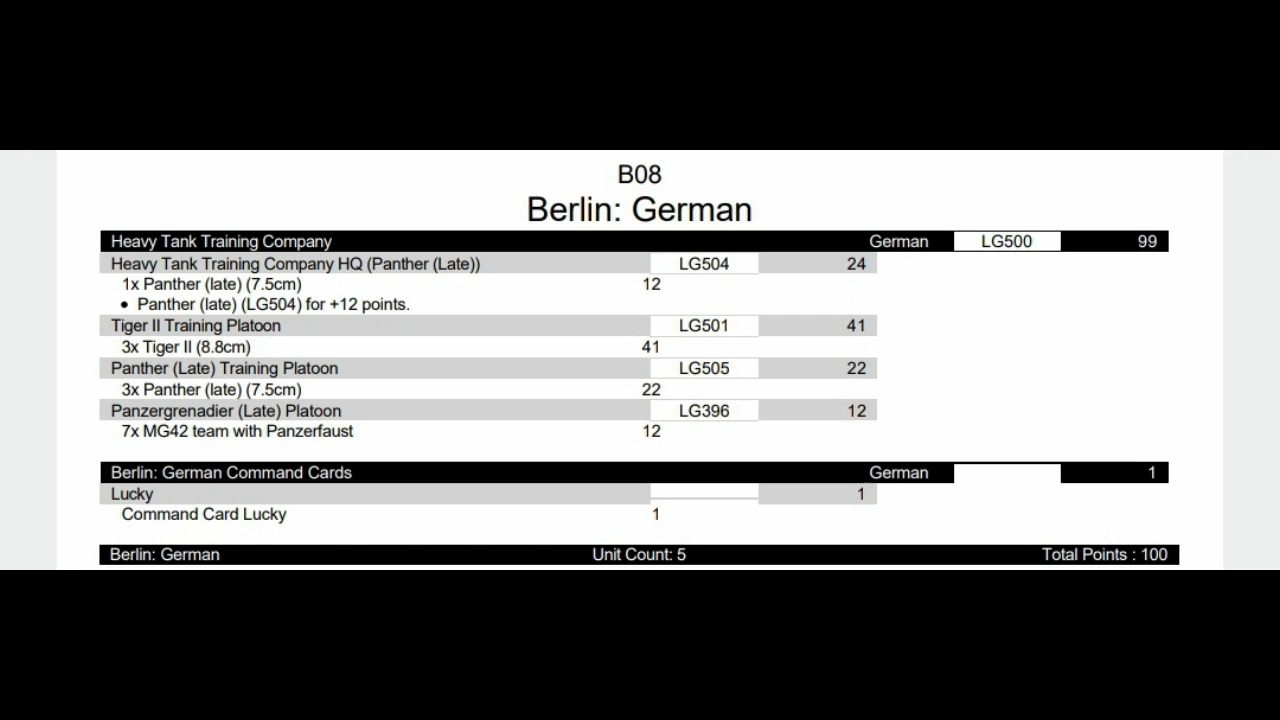 B08
Berlin: German
Heavy Tank Training Company German LG500 99
Heavy Tank Training Company HQ (Panther (Late)) LG504 24
1x Panther (late) (7.5cm) 12
• Panther (late) (LG504) for +12 points.
Tiger II Training Platoon LG501 41
3x Tiger II (8.8cm) 41
Panther (Late) Training Platoon LG505 22
3x Panther (late) (7.5cm) 22
Panzergrenadier (Late) Platoon LG396 12
7x MG42 team with Panzerfaust 12
Berlin: German Command Cards German 1
Lucky 1
Command Card Lucky 1
Berlin: German Unit Count: 5 Total Points : 100